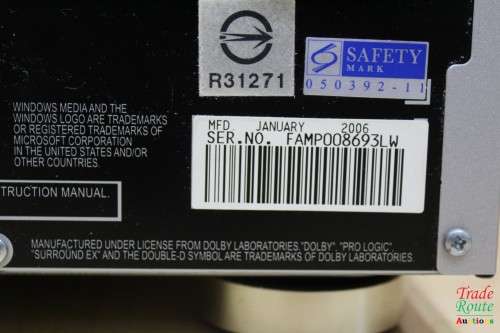 R31271
SAFETY
MARK
050392-11
WINDOWS MEDIA AND THE
WINDOWS LOGO ARE TRADEMARKS
OR REGISTERED TRADEMARKS OF
MICROSOFT CORPORATION
IN THE UNITED STATES AND/OR
OTHER COUNTRIES.
MFD. JANUARY 2006
SER.NO. FAMP008693LW
TRUCTION MANUAL.
MANUFACTURED UNDER LICENSE FROM DOLBY LABORATORIES."DOLBY", "PRO LOGIC",
"SURROUND EX" AND THE DOUBLE-D SYMBOL ARE TRADEMARKS OF DOLBY LABORATORIES.
Trade
Route
Auctions